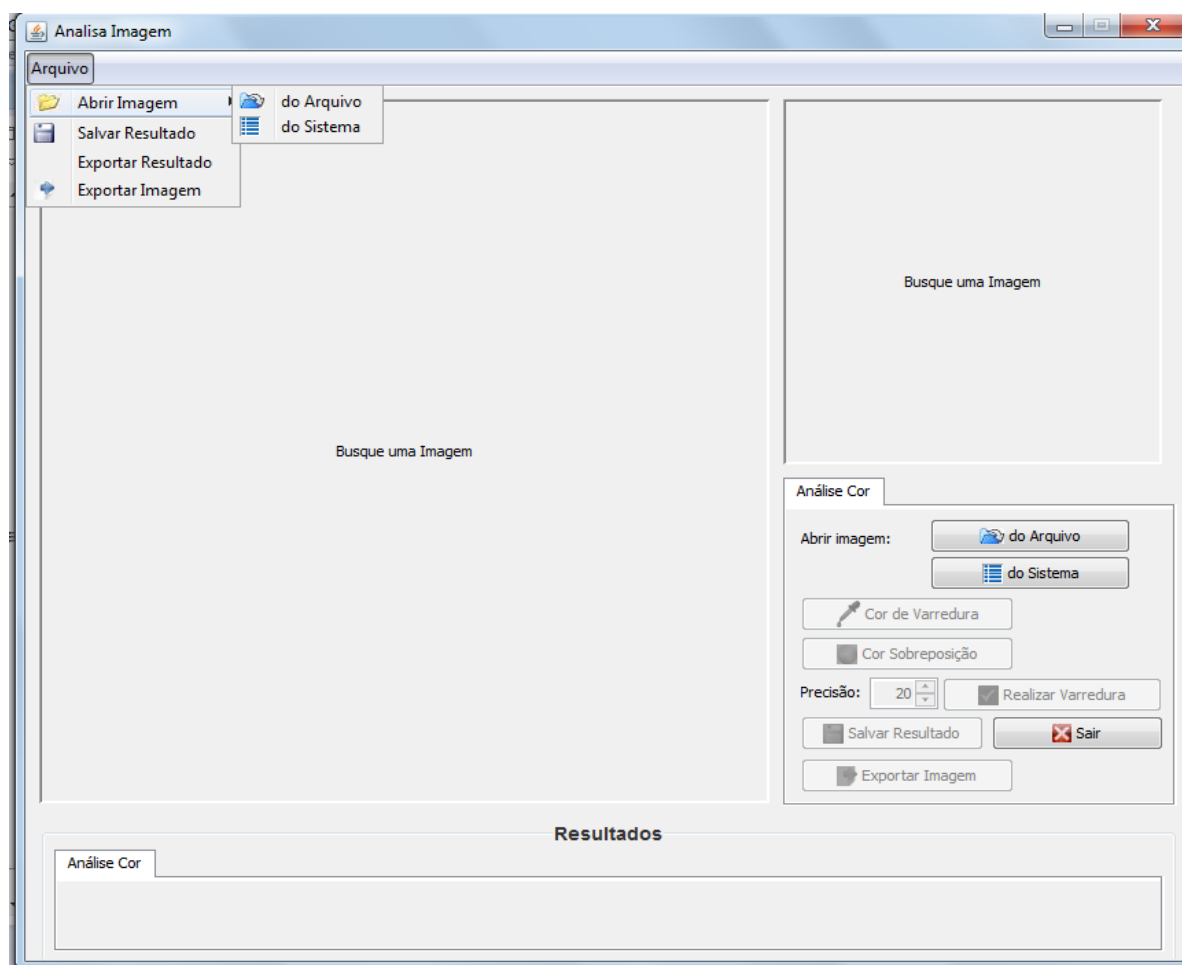 Analisa Imagem
Arquivo
Abrir Imagem
do Arquivo
do Sistema
Salvar Resultado
Exportar Resultado
Exportar Imagem
Busque uma Imagem
Busque uma Imagem
Análise Cor
Abrir imagem:
do Arquivo
do Sistema
Cor de Varredura
Cor Sobreposição
Precisão: 20 Realizar Varredura
Salvar Resultado Sair
Exportar Imagem
Resultados
Análise Cor